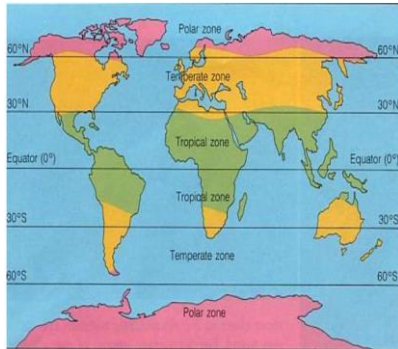 Polar zone
60°N 60°N
Temperate zone
30°N 30°N
Tropical zone
Equator (0°) Equator (0°)
Tropical zone
30°S 30°S
Temperate zone
60°S 60°S
Polar zone